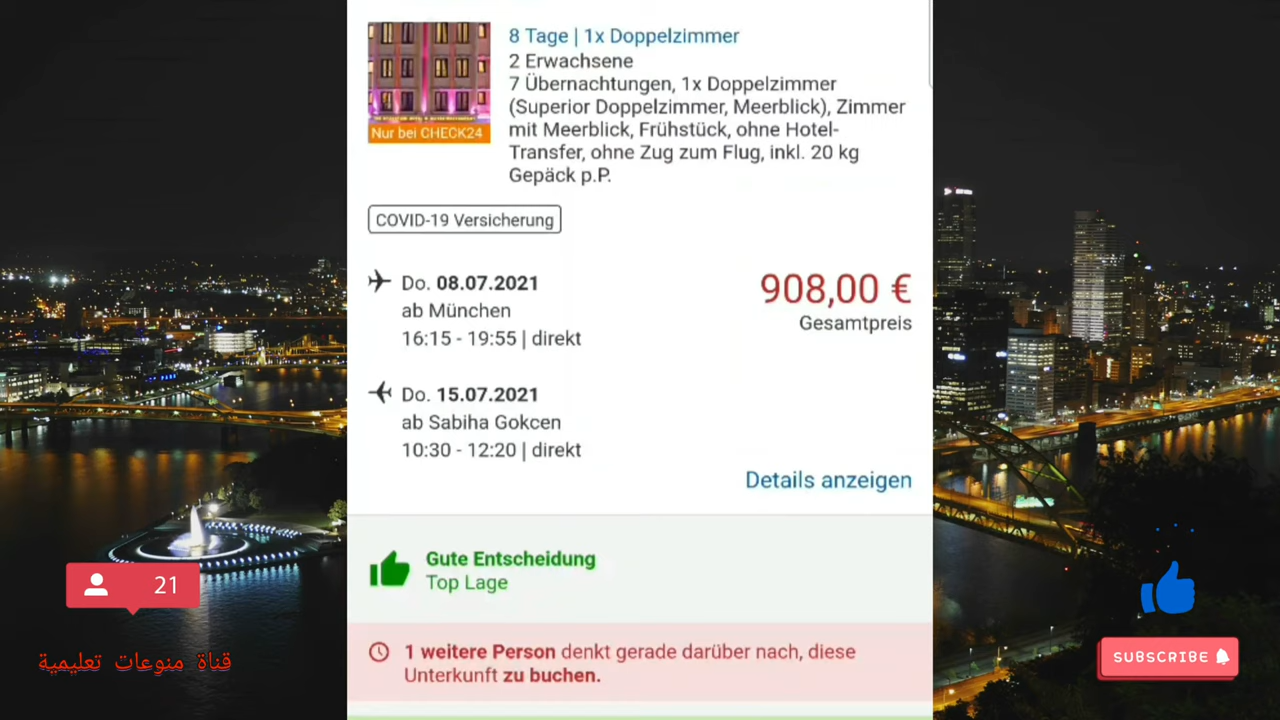 8 Tage | 1x Doppelzimmer
2 Erwachsene
7 Übernachtungen, 1x Doppelzimmer
(Superior Doppelzimmer, Meerblick), Zimmer
mit Meerblick, Frühstück, ohne Hotel-
Transfer, ohne Zug zum Flug, inkl. 20 kg
Gepäck p.P.
Nur bei CHECK24
COVID-19 Versicherung
Do. 08.07.2021
ab München
16:15 - 19:55 | direkt
908,00 €
Gesamtpreis
Do. 15.07.2021
ab Sabiha Gokcen
10:30 - 12:20 | direkt
Details anzeigen
Gute Entscheidung
Top Lage
1 weitere Person denkt gerade darüber nach, diese
Unterkunft zu buchen.
21
قناة منوعات تعليمية
SUBSCRIBE